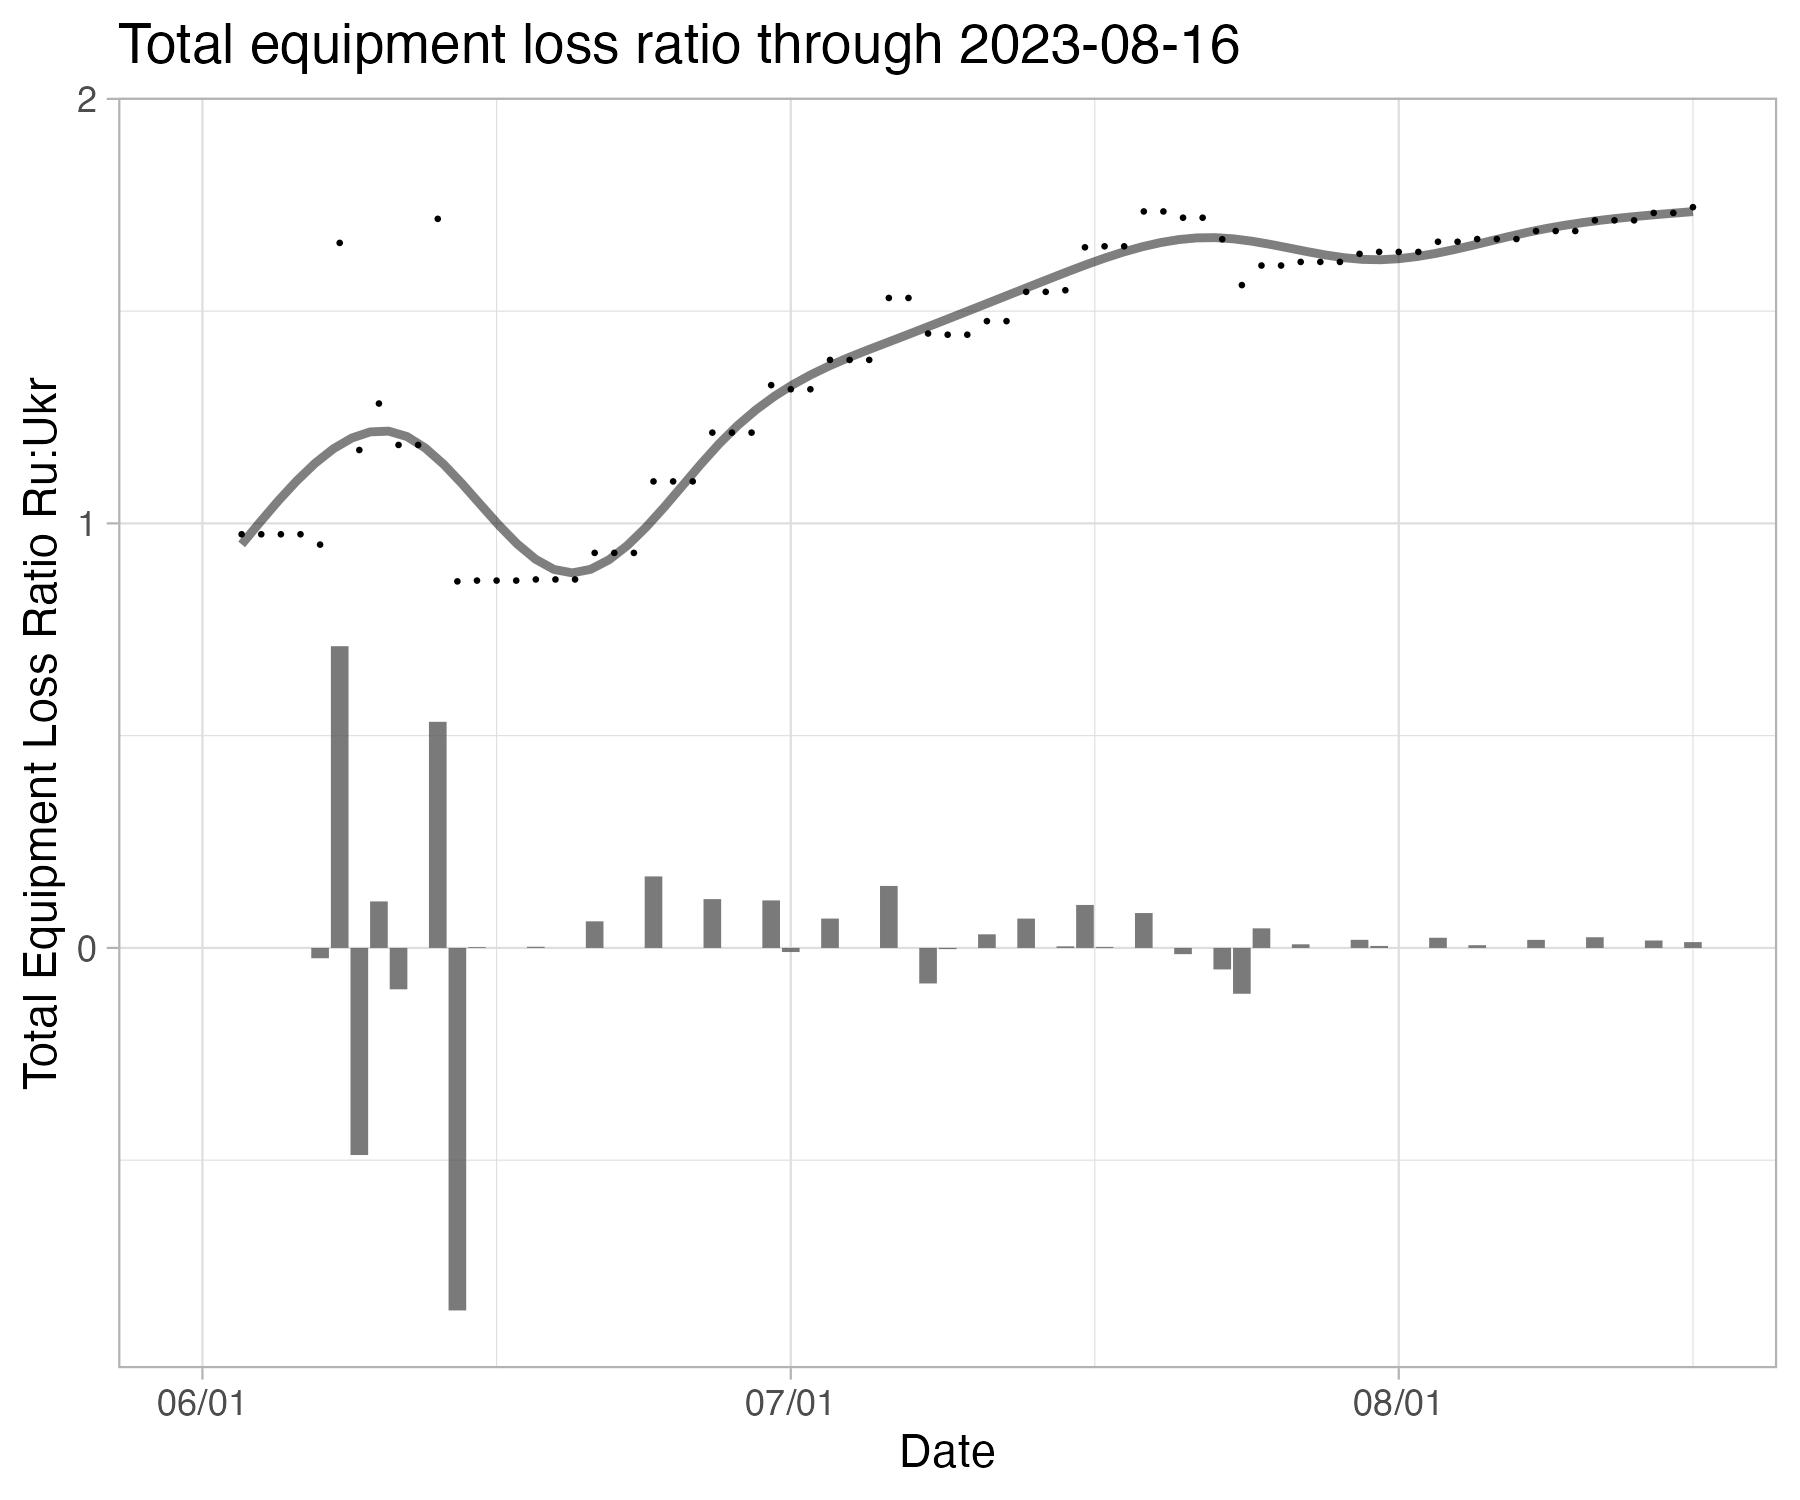 Total equipment loss ratio through 2023-08-16
Total Equipment Loss Ratio Ru:Ukr
2
1
0
06/01
07/01
08/01
Date